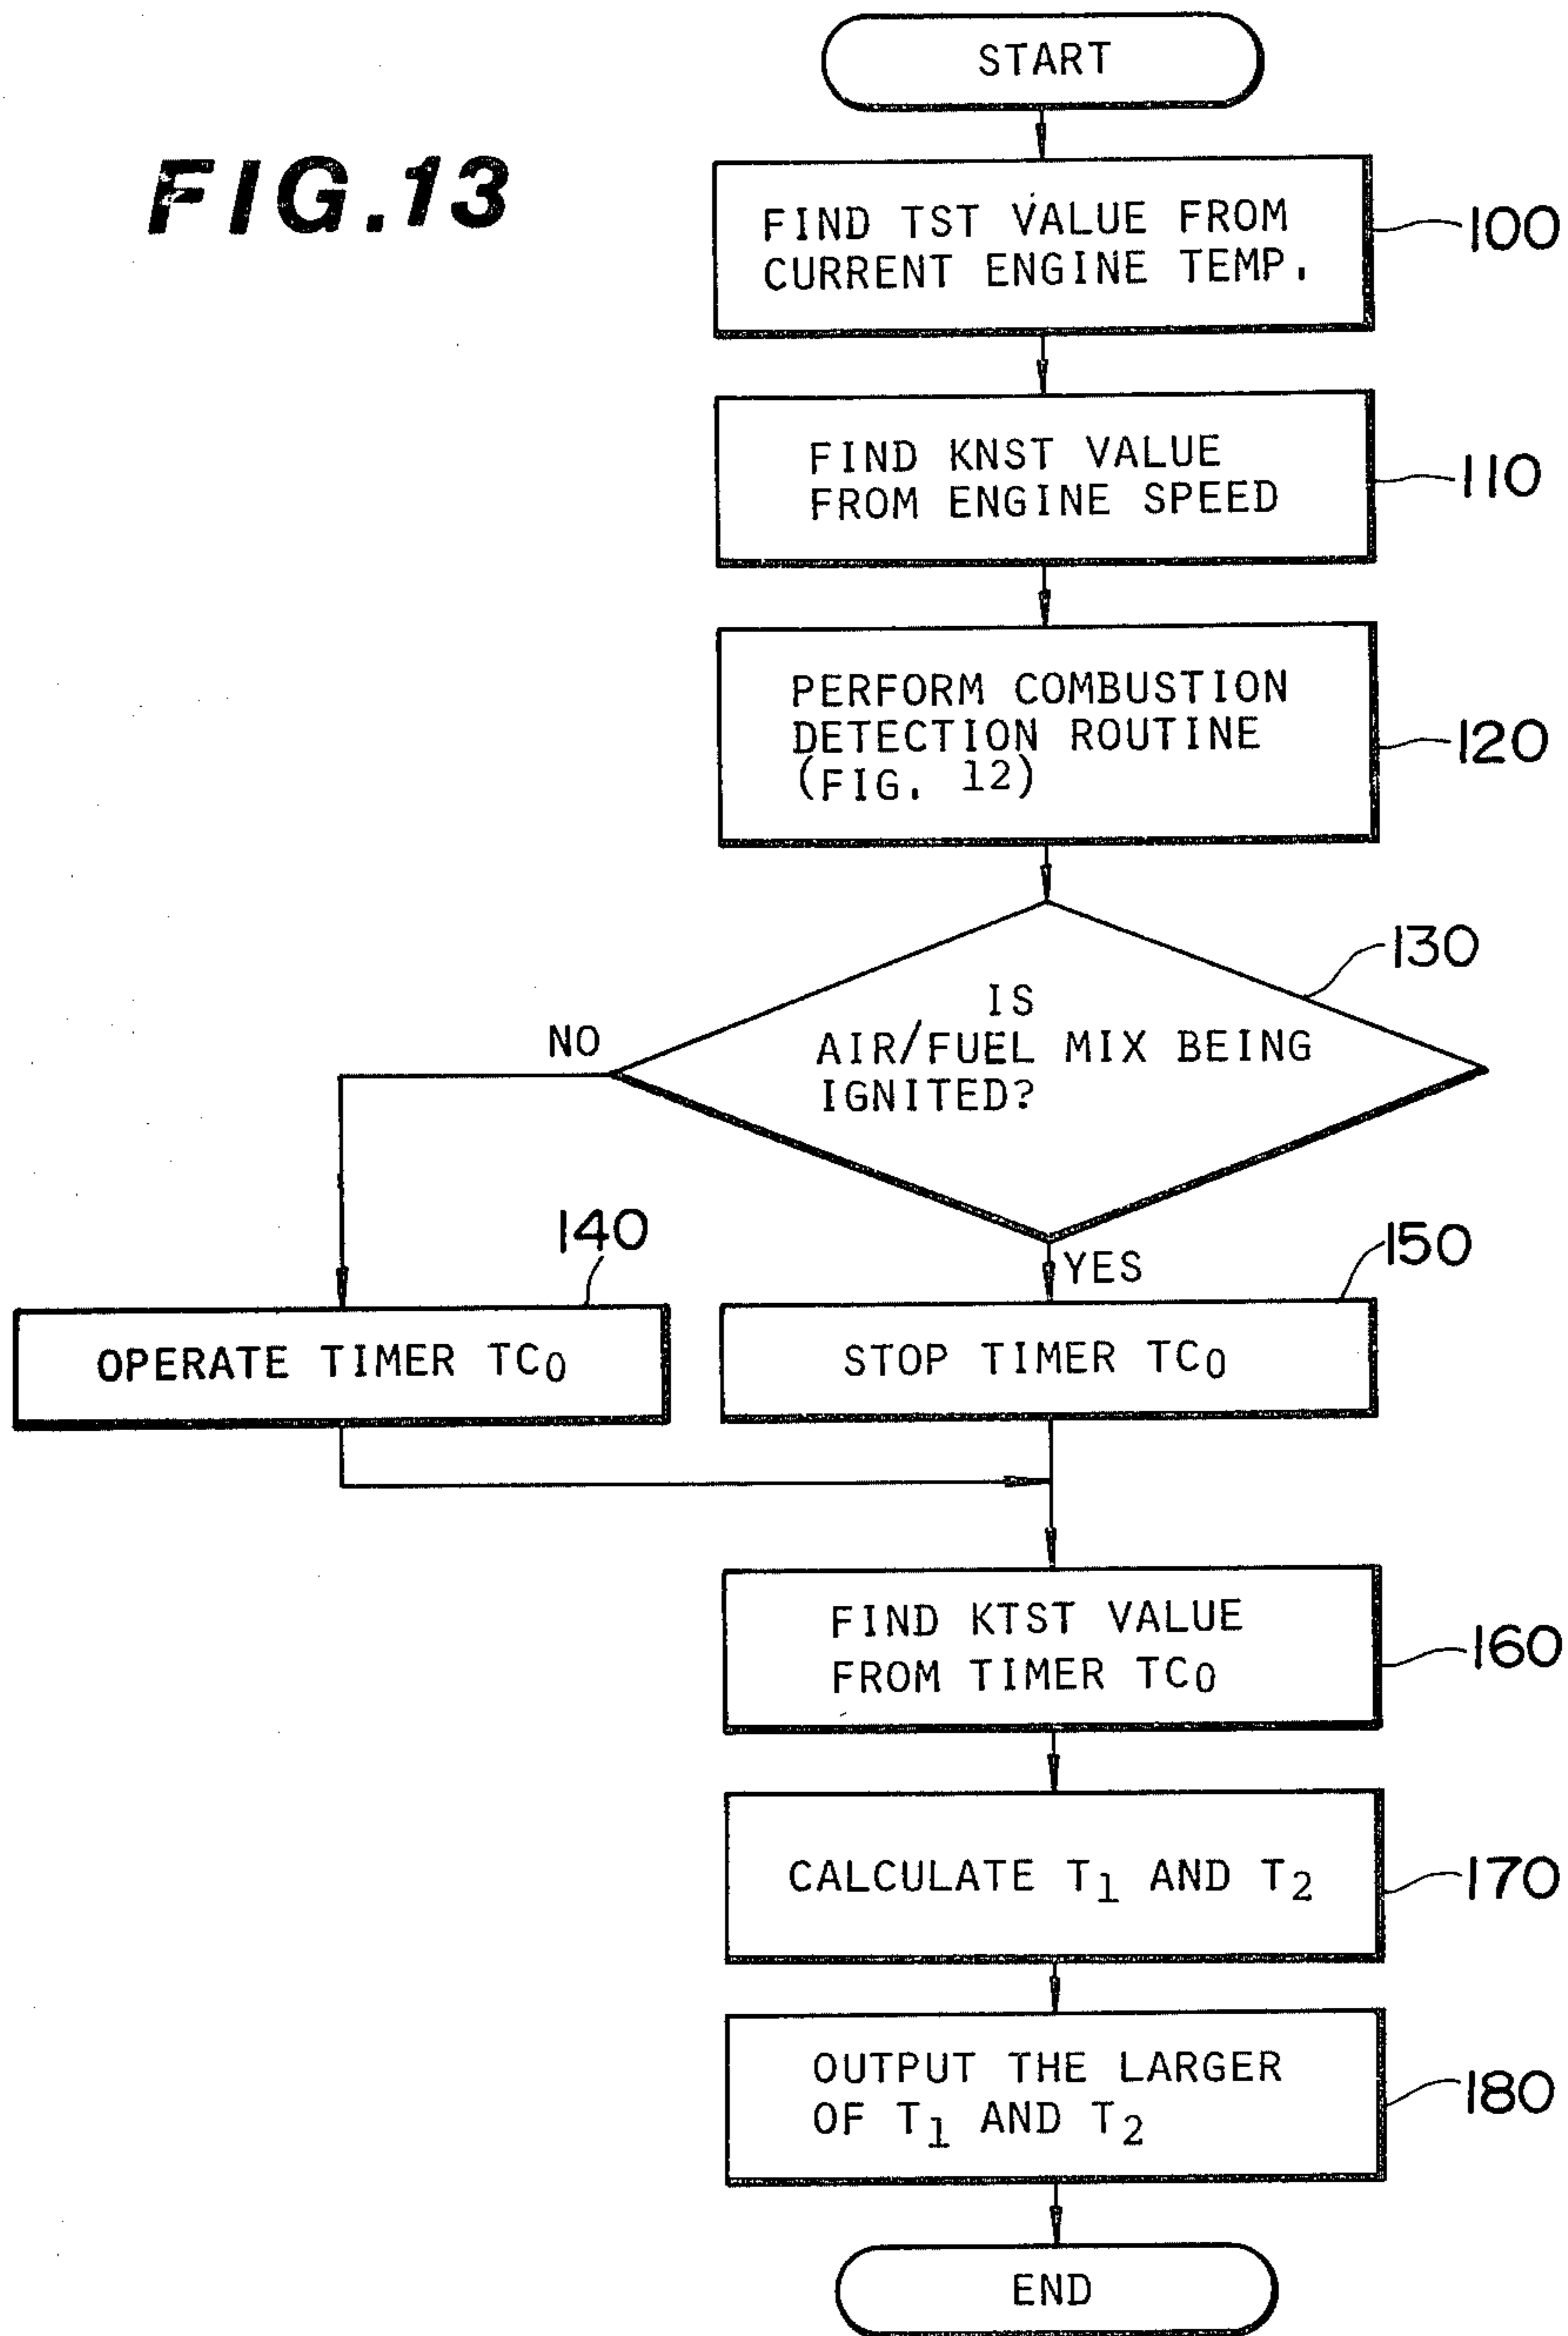 START
FIG.13
FIND TST VALUE FROM
CURRENT ENGINE TEMP.
100
FIND KNST VALUE
FROM ENGINE SPEED
110
PERFORM COMBUSTION
DETECTION ROUTINE
(FIG. 12)
120
130
IS
AIR/FUEL MIX BEING
IGNITED?
NO
YES
140
150
OPERATE TIMER TC0
STOP TIMER TC0
FIND KTST VALUE
FROM TIMER TC0
160
CALCULATE T1 AND T2
170
OUTPUT THE LARGER
OF T1 AND T2
180
END